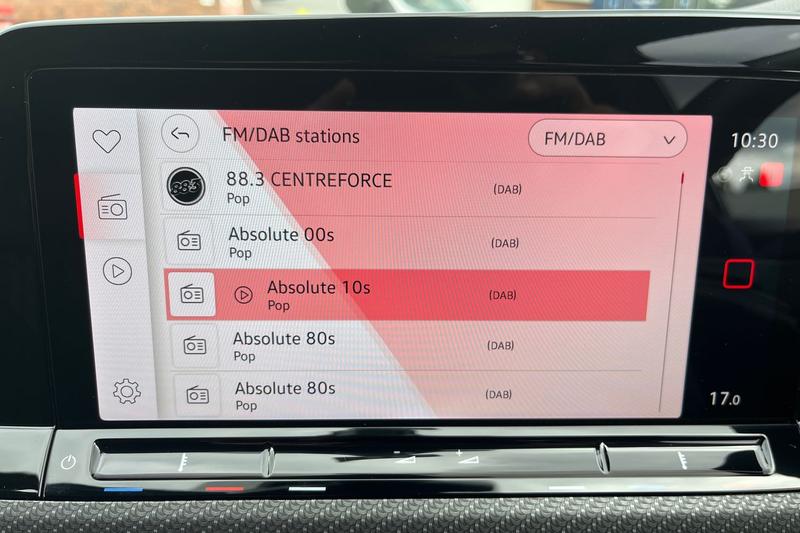 FM/DAB stations
FM/DAB
10:30
883
88.3 CENTREFORCE
(DAB)
Pop
Absolute 00s
(DAB)
Pop
Absolute 10s
(DAB)
Pop
Absolute 80s
(DAB)
Pop
Absolute 80s
(DAB)
Pop
17.0
- +